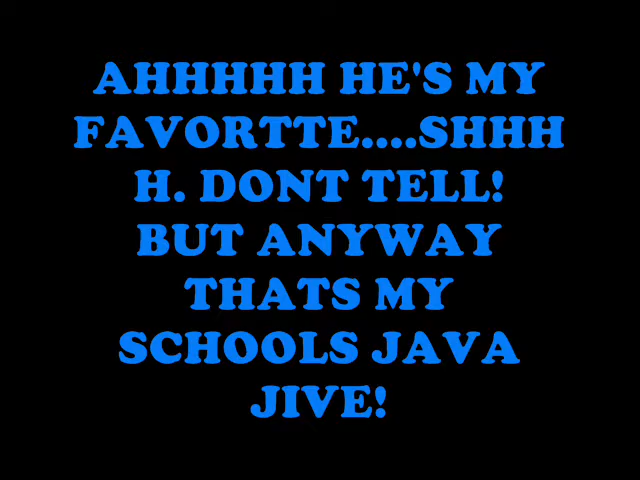 AHHHHH HE'S MY
FAVORTTE....SHHH
H. DONT TELL!
BUT ANYWAY
THATS MY
SCHOOLS JAVA
JIVE!